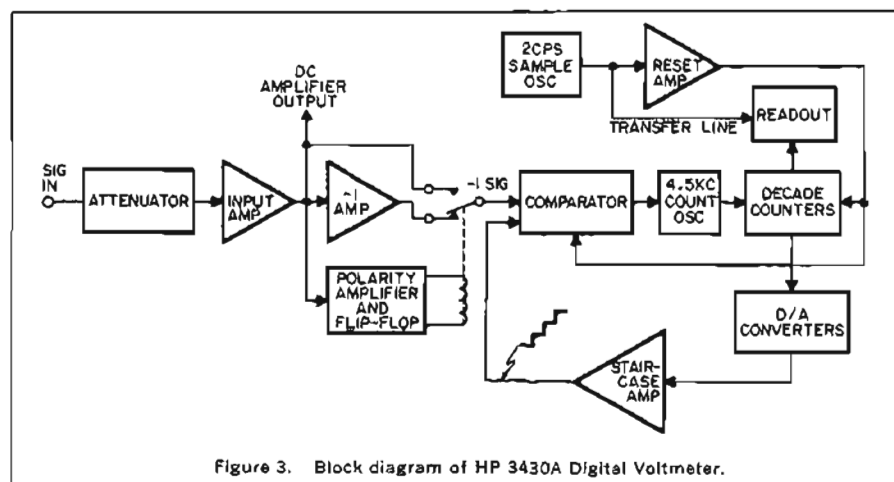 2CPS
SAMPLE
OSC
RESET
AMP
READOUT
TRANSFER LINE
DC
AMPLIFIER
OUTPUT
SIG
IN
ATTENUATOR
INPUT
AMP
-1
AMP
-1 SIG
COMPARATOR
4.5KC
COUNT
OSC
DECADE
COUNTERS
POLARITY
AMPLIFIER
AND
FLIP-FLOP
D/A
CONVERTERS
STAIR-
CASE
AMP
Figure 3. Block diagram of HP 3430A Digital Voltmeter.